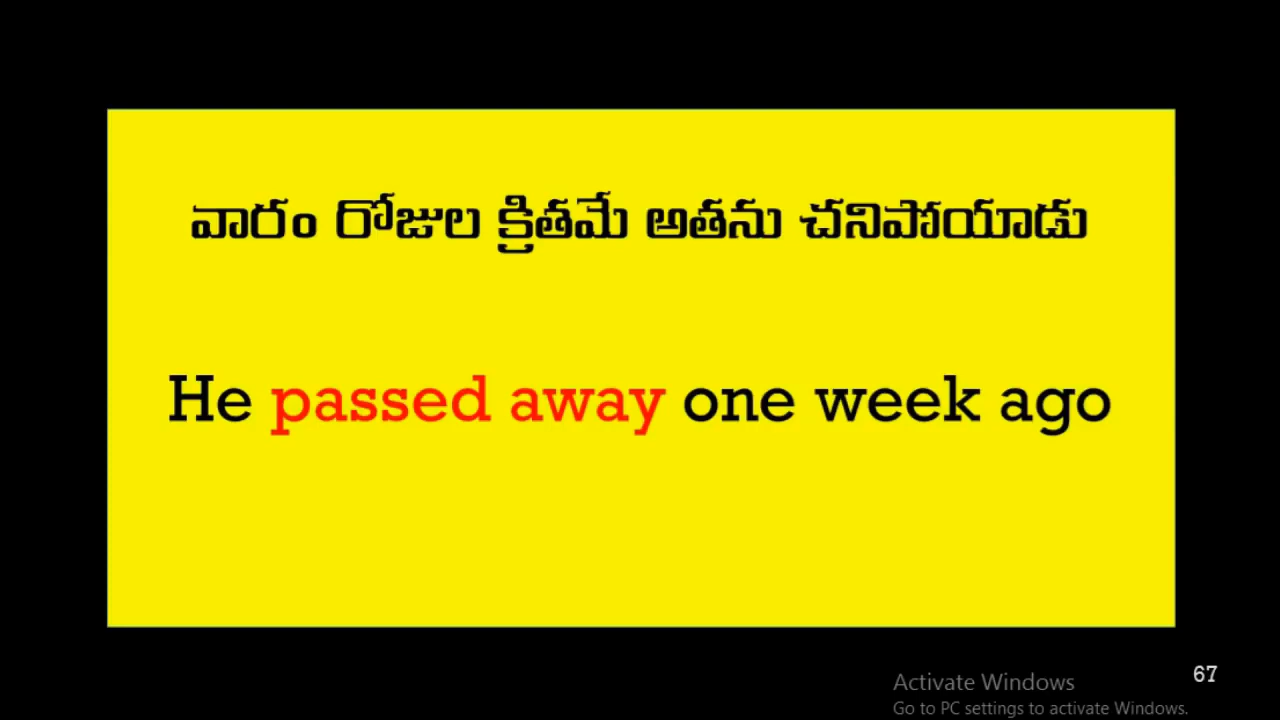 వారం రోజుల క్రితమే అతను చనిపోయాడు
He passed away one week ago
67
Activate Windows
Go to PC settings to activate Windows.